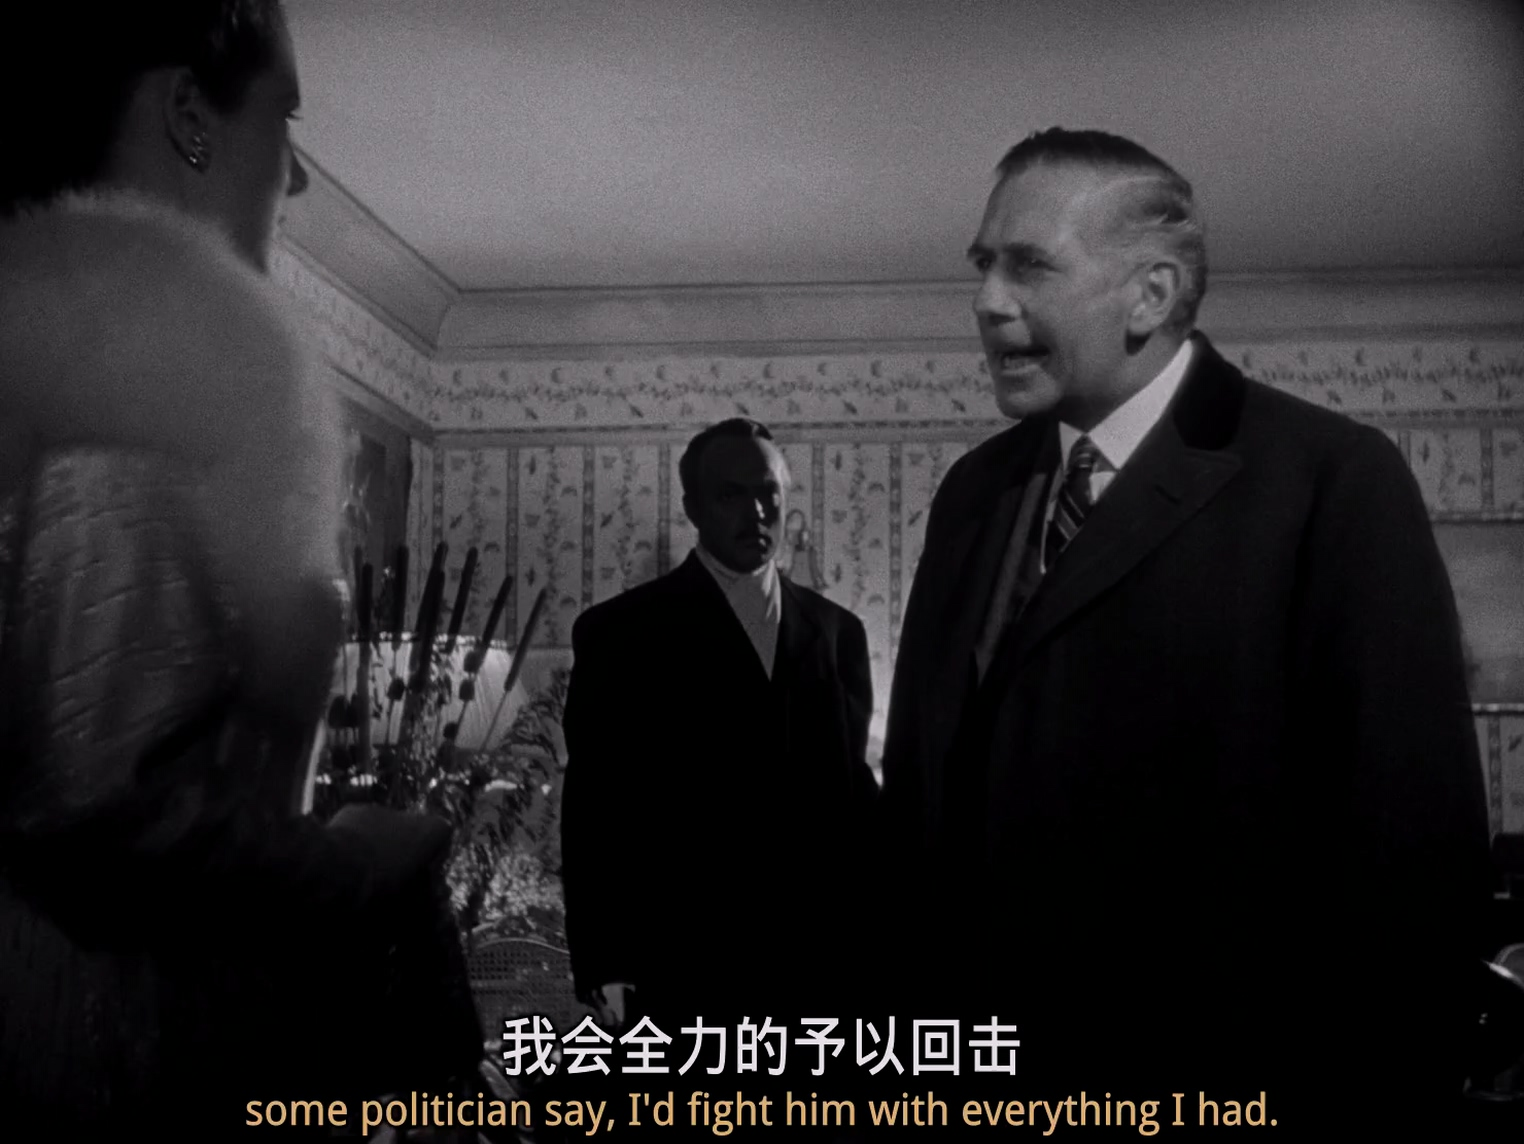 我会全力的予以回击
some politician say, I'd fight him with everything I had.